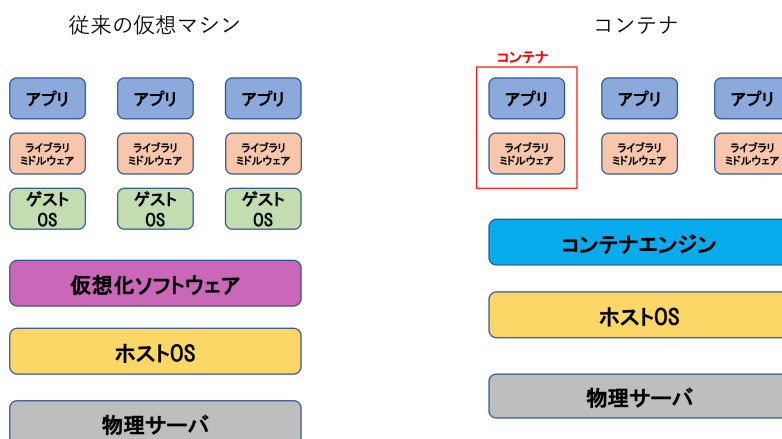 従来の仮想マシン
コンテナ
コンテナ
アプリ
アプリ
アプリ
アプリ
アプリ
アプリ
ライブラリ
ミドルウェア
ライブラリ
ミドルウェア
ライブラリ
ミドルウェア
ライブラリ
ミドルウェア
ライブラリ
ミドルウェア
ライブラリ
ミドルウェア
ゲスト
OS
ゲスト
OS
ゲスト
OS
コンテナエンジン
仮想化ソフトウェア
ホストOS
ホストOS
物理サーバ
物理サーバ